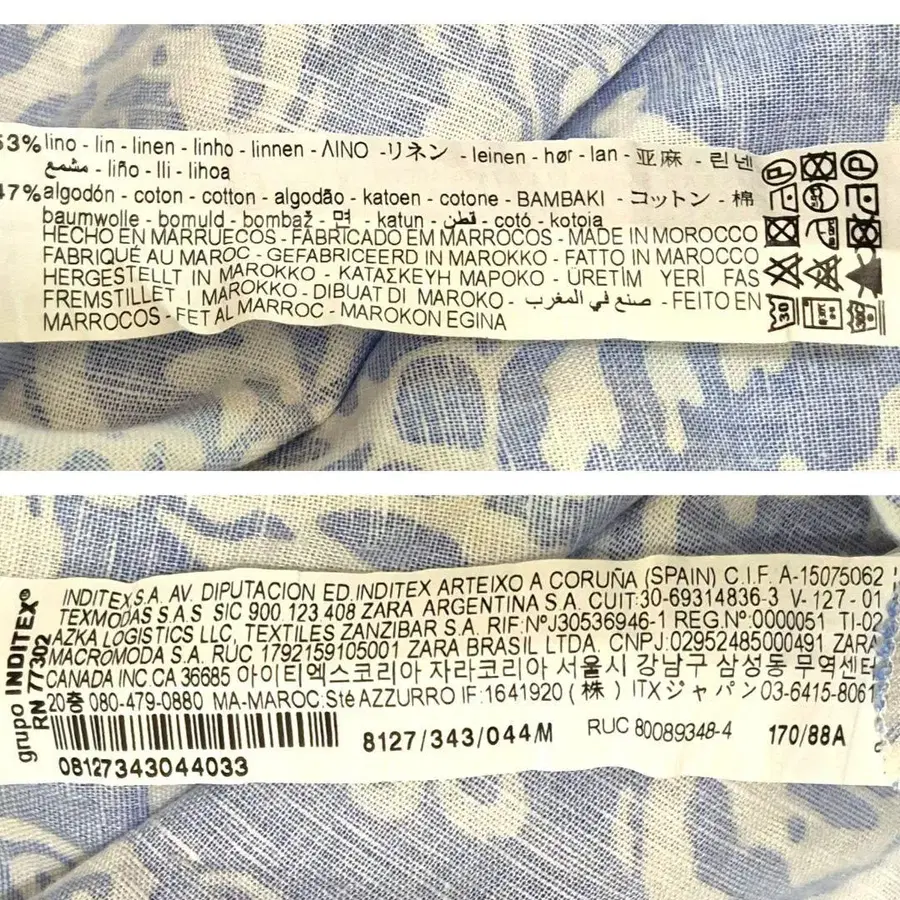 53% lino - lin - linen - linho - linnen - ΛΙΝΟ - リネン - leinen - hør - lan - 亚麻 - 린넨
مشمع - liño - lli - lihoa
47% algodón - coton - cotton - algodão - katoen - cotone - BAMBAKI - コットン - 棉
baumwolle - bomuld - bombaž - 면 - katun - قطن - cotó - kotoia
HECHO EN MARRUECOS - FABRICADO EM MARROCOS - MADE IN MOROCCO
FABRIQUÉ AU MAROC - GEFABRICEERD IN MAROKKO - FATTO IN MAROCCO
HERGESTELLT IN MAROKKO - ΚΑΤΑΣΚΕΥΗ ΜΑΡΟΚΟ - ÜRETİM YERİ FAS
FREMSTILLET I MAROKKO - DIBUAT DI MAROKO - صنع في المغرب - FEITO EN
MARROCOS - FET AL MARROC - MAROKON EGINA
30
grupo INDITEX®
RN 77302
INDITEX,S.A. AV. DIPUTACION ED.INDITEX ARTEIXO A CORUÑA (SPAIN) C.I.F. A-15075062
TEXMODAS S.A.S SIC 900 123 408 ZARA ARGENTINA S.A. CUIT:30-69314836-3 V-127-01
AZKA LOGISTICS LLC, TEXTILES ZANZIBAR S.A. RIF: NºJ30536946-1 REG.Nº:0000051 TI-02
MACROMODA S.A. RUC 1792159105001 ZARA BRASIL LTDA. CNPJ:02952485000491 ZARA
CANADA INC.CA 36685 아이티엑스코리아 자라코리아 서울시 강남구 삼성동 무역센터
20층 080-479-0880 MA-MAROC:Sté AZZURRO IF:1641920 (株) ITXジャパン 03-6415-8061
08127343044033
8127/343/044/M
RUC 80089348-4
170/88A